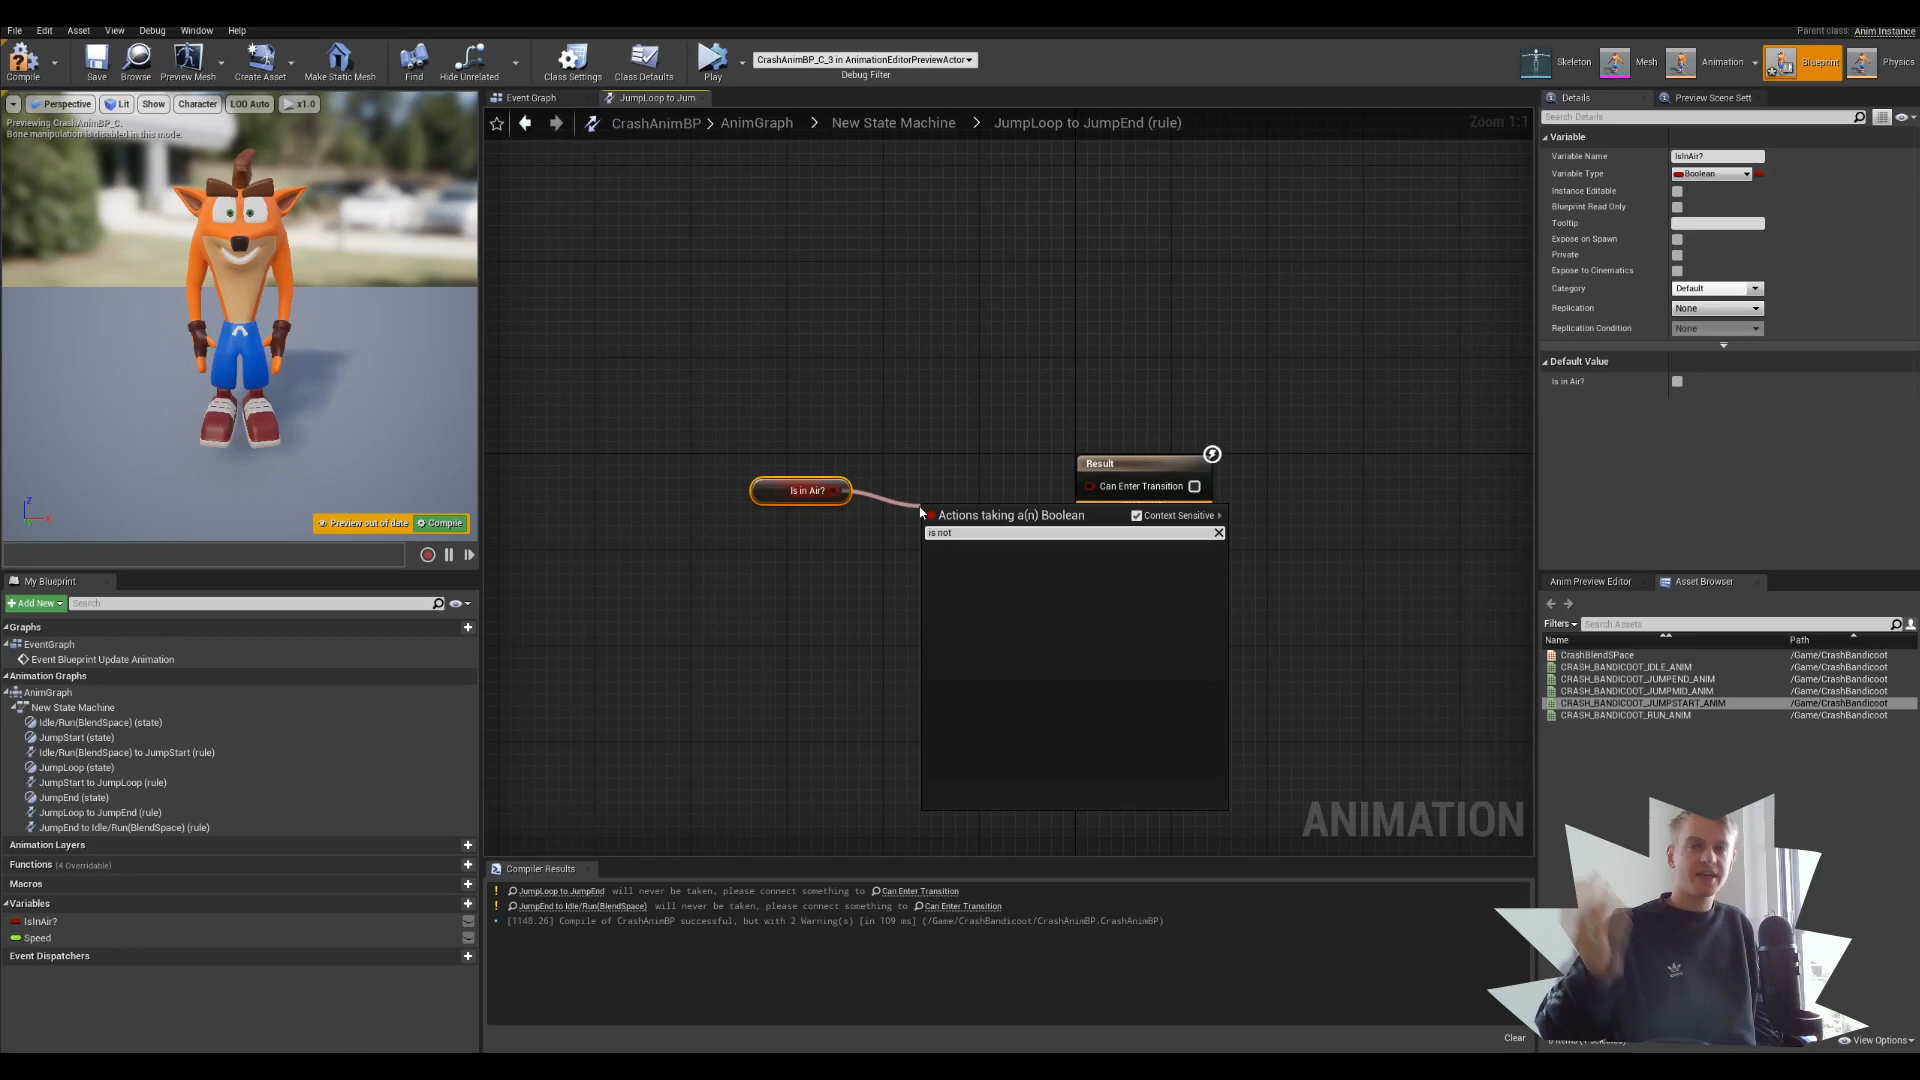 File Edit Asset View Debug Window Help
Parent class: Anim Instance
Compile Save Browse Preview Mesh Create Asset Make Static Mesh Find Hide Unrelated Class Settings Class Defaults Play
CrashAnimBP_C_3 in AnimationEditorPreviewActor
Debug Filter
Skeleton Mesh Animation Blueprint Physics
Perspective Lit Show Character LOD Auto x1.0
Previewing CrashAnimBP_C.
Bone manipulation is disabled in this mode.
Z
X
Preview out of date Compile
Event Graph JumpLoop to Jum
CrashAnimBP > AnimGraph > New State Machine > JumpLoop to JumpEnd (rule)
Zoom 1:1
Is in Air?
Result
Can Enter Transition
Actions taking a(n) Boolean Context Sensitive
is not
ANIMATION
My Blueprint
Add New Search
Graphs
EventGraph
Event Blueprint Update Animation
Animation Graphs
AnimGraph
New State Machine
Idle/Run(BlendSpace) (state)
JumpStart (state)
Idle/Run(BlendSpace) to JumpStart (rule)
JumpLoop (state)
JumpStart to JumpLoop (rule)
JumpEnd (state)
JumpLoop to JumpEnd (rule)
JumpEnd to Idle/Run(BlendSpace) (rule)
Animation Layers
Functions (4 Overridable)
Macros
Variables
IsInAir?
Speed
Event Dispatchers
Compiler Results
! JumpLoop to JumpEnd will never be taken, please connect something to Can Enter Transition
! JumpEnd to Idle/Run(BlendSpace) will never be taken, please connect something to Can Enter Transition
• [1148.26] Compile of CrashAnimBP successful, but with 2 Warning(s) [in 109 ms] (/Game/CrashBandicoot/CrashAnimBP.CrashAnimBP)
Clear
Details Preview Scene Sett
Search Details
Variable
Variable Name IsInAir?
Variable Type Boolean
Instance Editable
Blueprint Read Only
Tooltip
Expose on Spawn
Private
Expose to Cinematics
Category Default
Replication None
Replication Condition None
Default Value
Is in Air?
Anim Preview Editor Asset Browser
Filters Search Assets
Name Path
CrashBlendSPace /Game/CrashBandicoot
CRASH_BANDICOOT_IDLE_ANIM /Game/CrashBandicoot
CRASH_BANDICOOT_JUMPEND_ANIM /Game/CrashBandicoot
CRASH_BANDICOOT_JUMPMID_ANIM /Game/CrashBandicoot
CRASH_BANDICOOT_JUMPSTART_ANIM /Game/CrashBandicoot
CRASH_BANDICOOT_RUN_ANIM /Game/CrashBandicoot
View Options